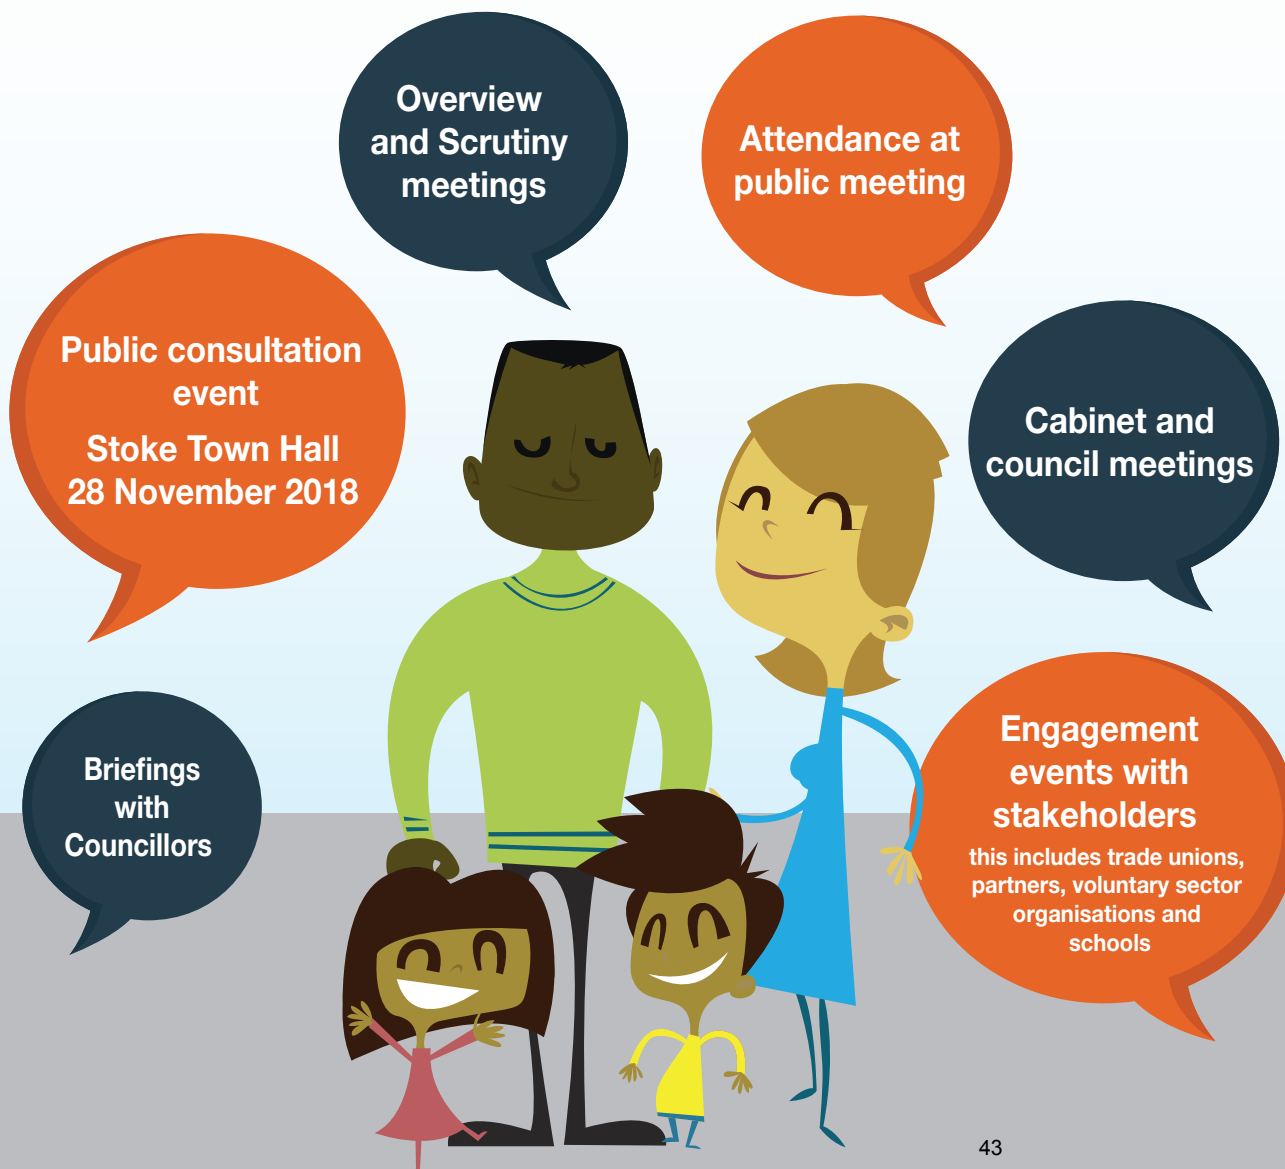 Overview
and Scrutiny
meetings
Attendance at
public meeting
Public consultation
event
Stoke Town Hall
28 November 2018
Cabinet and
council meetings
Briefings
with
Councillors
Engagement
events with
stakeholders
this includes trade unions,
partners, voluntary sector
organisations and
schools
43